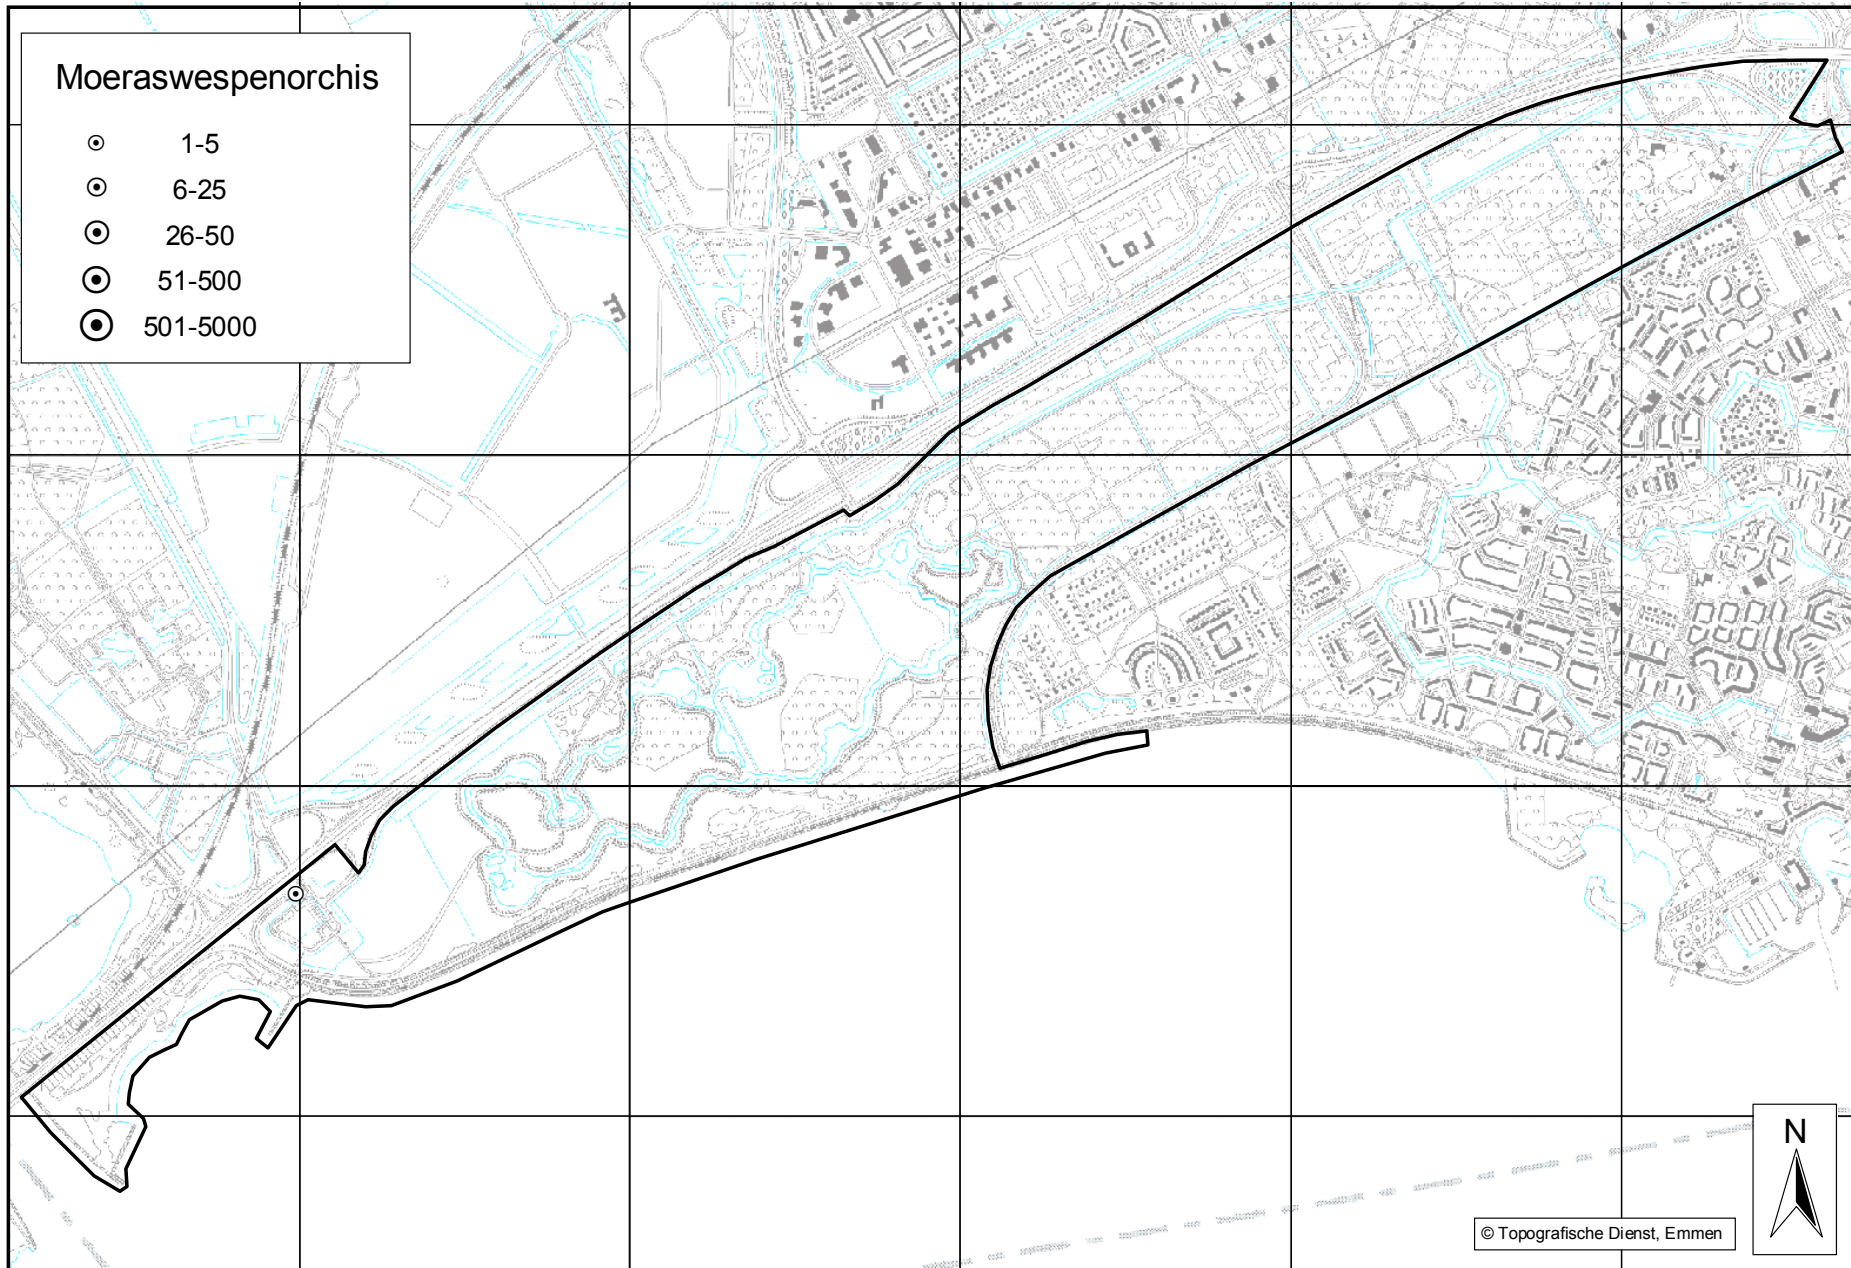 Moeraswespenorchis
1-5
6-25
26-50
51-500
501-5000
N
© Topografische Dienst, Emmen